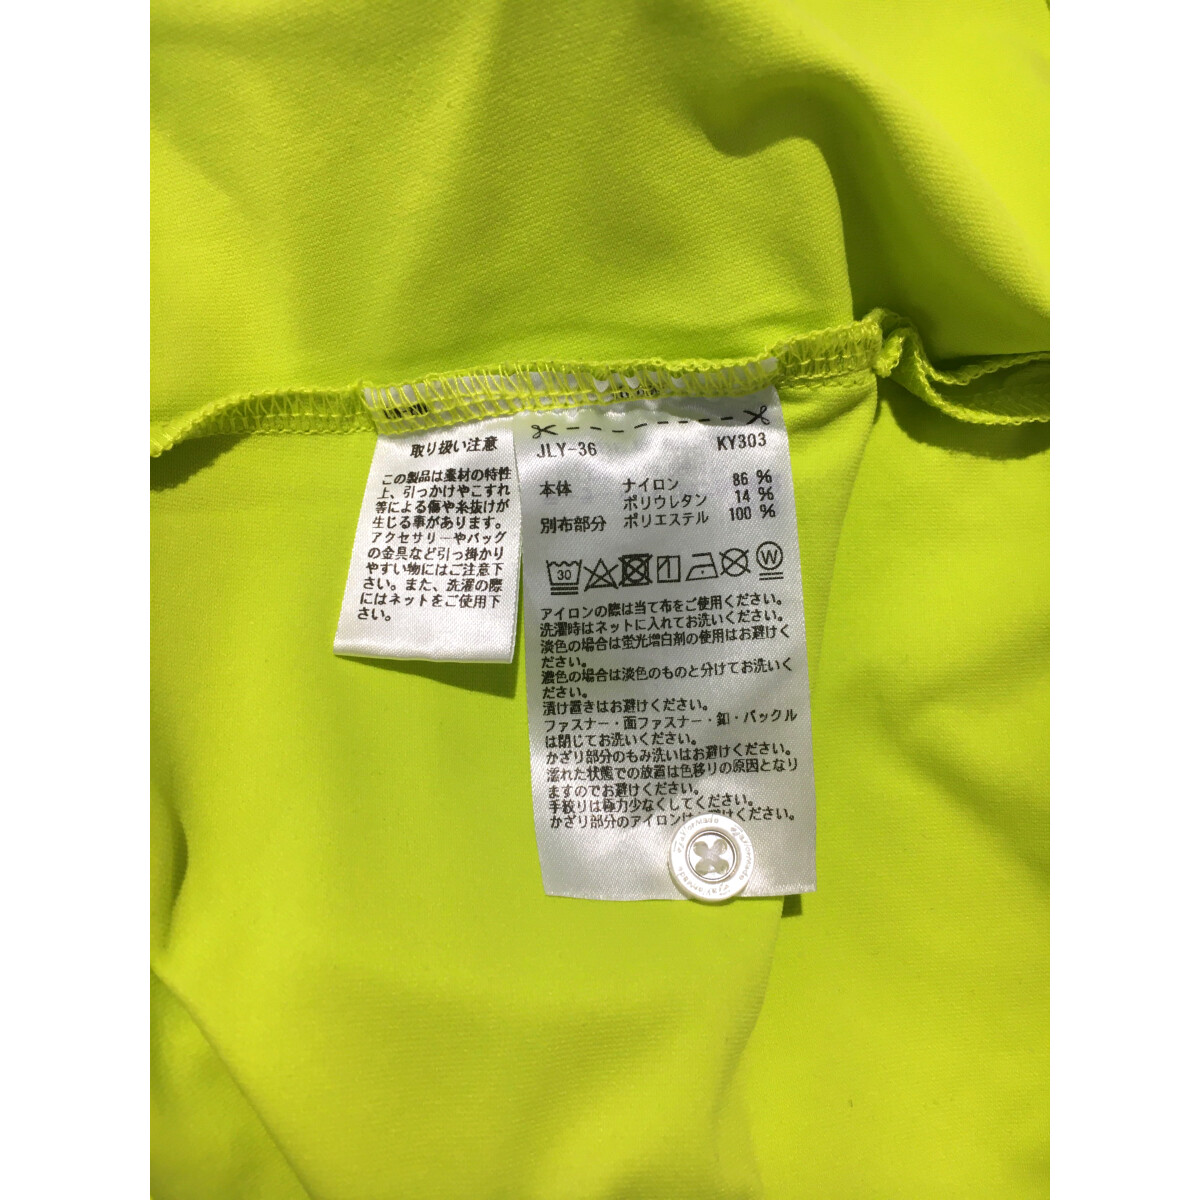 取り扱い注意
この製品は素材の特性
上、引っかけやこすれ
等による傷や糸抜けが
生じる事があります。
アクセサリーやバッグ
の金具など引っ掛かり
やすい物にはご注意下
さい。また、洗濯の際
にはネットをご使用下
さい。
JLY-36 KY303
本体 ナイロン 86 %
ポリウレタン 14 %
別布部分 ポリエステル 100 %
30 W
アイロンの際は当て布をご使用ください。
洗濯時はネットに入れてお洗いください。
淡色の場合は蛍光増白剤の使用はお避けく
ださい。
濃色の場合は淡色のものと分けてお洗いく
ださい。
漬け置きはお避けください。
ファスナー・面ファスナー・釦・バックル
は閉じてお洗いください。
かざり部分のもみ洗いはお避けください。
濡れた状態での放置は色移りの原因となり
ますのでお避けください。
手絞りは極力少なくしてください。
かざり部分のアイロンは 避けください。